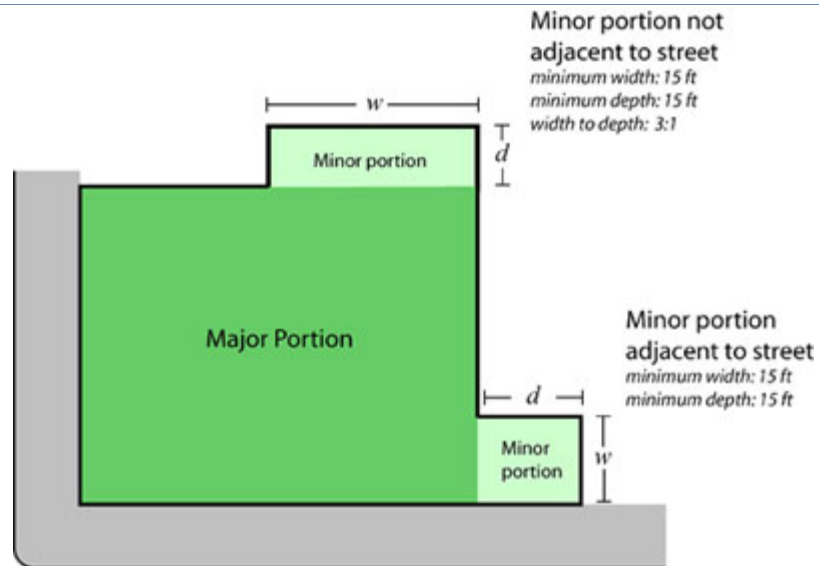 Minor portion not
adjacent to street
minimum width: 15 ft
minimum depth: 15 ft
width to depth: 3:1
w
d
Minor portion
Major Portion
Minor portion
adjacent to street
minimum width: 15 ft
minimum depth: 15 ft
d
Minor
portion
w